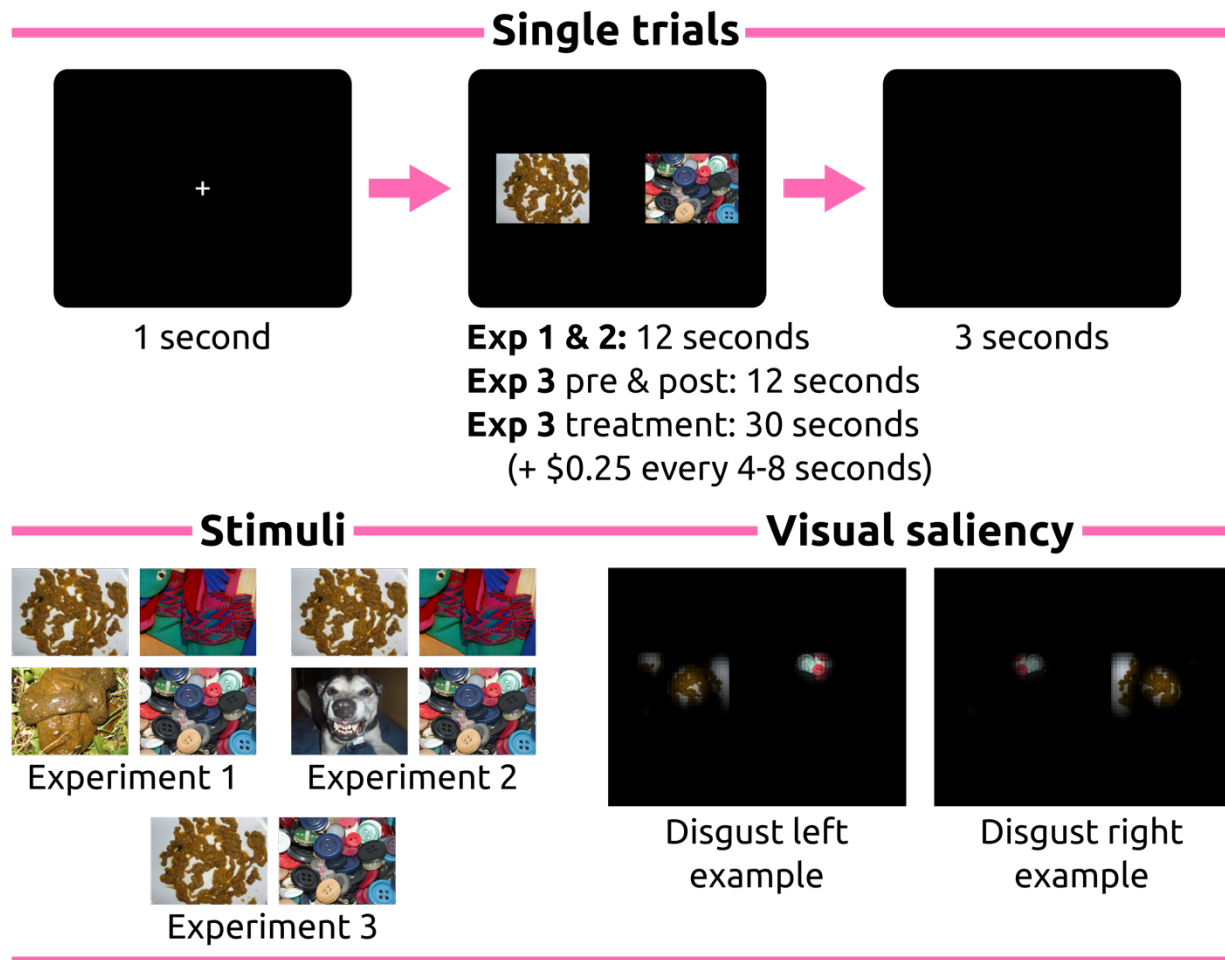 Single trials
1 second
Exp 1 & 2: 12 seconds
Exp 3 pre & post: 12 seconds
Exp 3 treatment: 30 seconds
(+ $0.25 every 4-8 seconds)
3 seconds
Stimuli
Visual saliency
Experiment 1
Experiment 2
Experiment 3
Disgust left
example
Disgust right
example